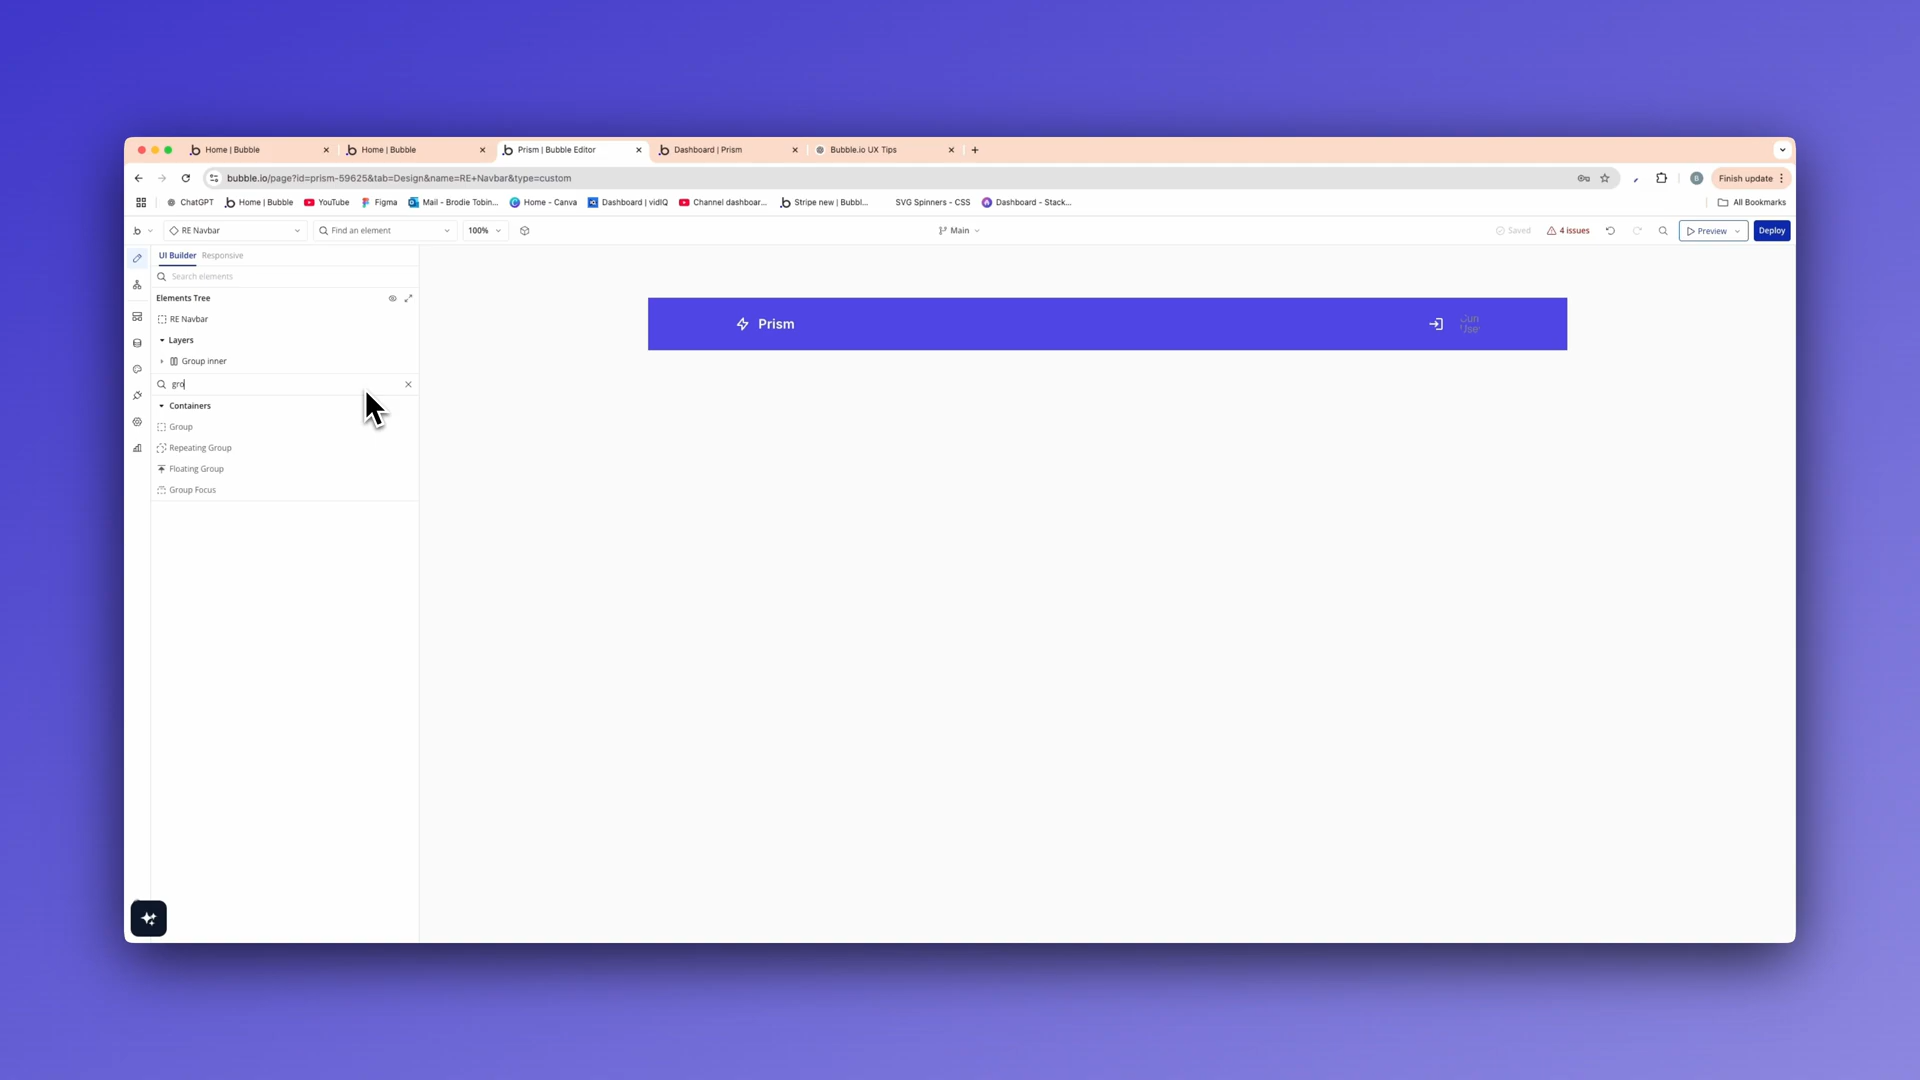 Home | Bubble
Home | Bubble
Prism | Bubble Editor
Dashboard | Prism
Bubble.io UX Tips
bubble.io/page?id=prism-59625&tab=Design&name=RE+Navbar&type=custom
B
Finish update
ChatGPT
Home | Bubble
YouTube
Figma
Mail - Brodie Tobin...
Home - Canva
Dashboard | vidIQ
Channel dashboar...
Stripe new | Bubbl...
SVG Spinners - CSS
Dashboard - Stack...
All Bookmarks
RE Navbar
Find an element
100%
Main
Saved
4 issues
Preview
Deploy
UI Builder
Responsive
Search elements
Elements Tree
RE Navbar
Layers
Group inner
gro
Containers
Group
Repeating Group
Floating Group
Group Focus
Prism